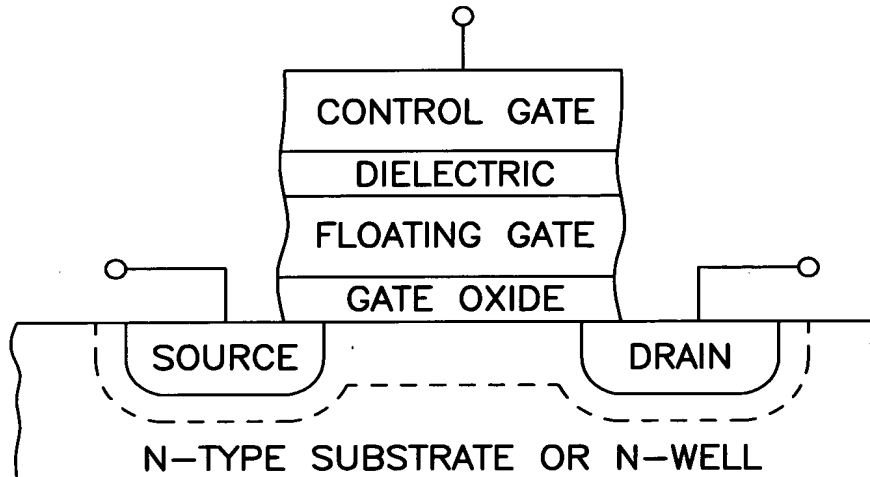 CONTROL GATE
DIELECTRIC
FLOATING GATE
GATE OXIDE
SOURCE
DRAIN
N-TYPE SUBSTRATE OR N-WELL